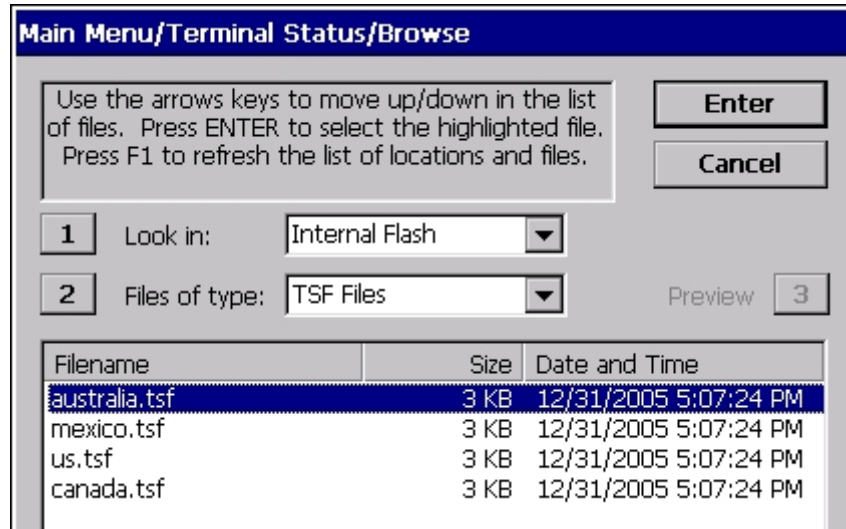 Main Menu/Terminal Status/Browse
Use the arrows keys to move up/down in the list
of files. Press ENTER to select the highlighted file.
Press F1 to refresh the list of locations and files.
Enter
Cancel
1 Look in: Internal Flash
2 Files of type: TSF Files Preview 3
Filename Size Date and Time
australia.tsf 3 KB 12/31/2005 5:07:24 PM
mexico.tsf 3 KB 12/31/2005 5:07:24 PM
us.tsf 3 KB 12/31/2005 5:07:24 PM
canada.tsf 3 KB 12/31/2005 5:07:24 PM